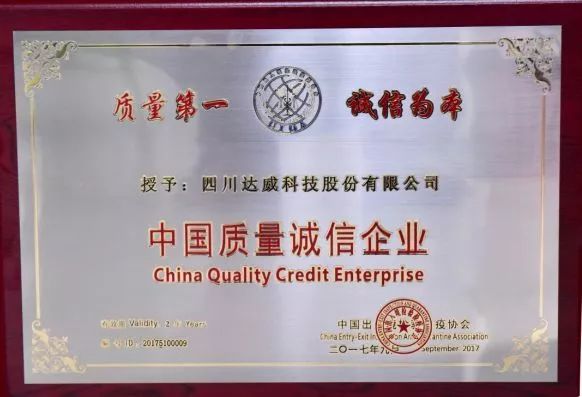 质量第一 诚信为本
授予：四川达威科技股份有限公司
中国质量诚信企业
China Quality Credit Enterprise
有效期 Validity: 2 年 Years
编号 ID: 20175100009
中国出 疫协会
China Entry-Exit Association
二〇一七年九 September 2017